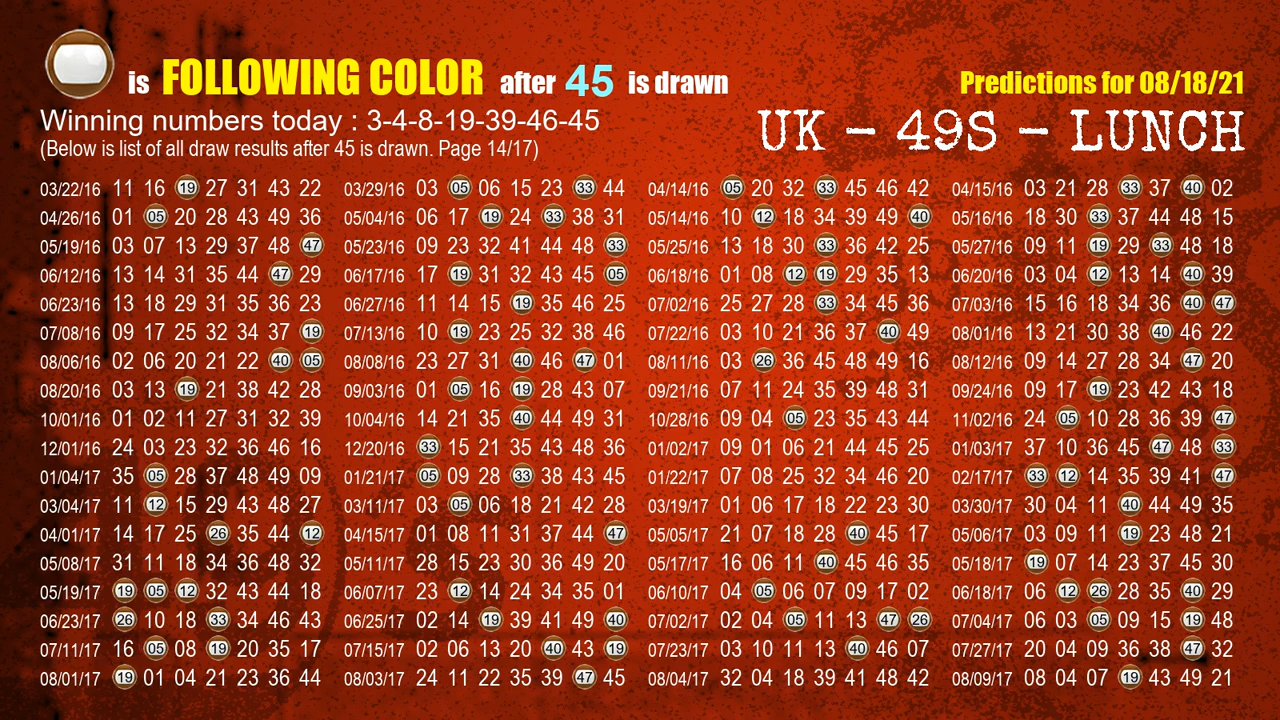 is FOLLOWING COLOR after 45 is drawn
Predictions for 08/18/21
Winning numbers today : 3-4-8-19-39-46-45
UK - 49S - LUNCH
(Below is list of all draw results after 45 is drawn. Page 14/17)
03/22/16 11 16 19 27 31 43 22 03/29/16 03 05 06 15 23 33 44 04/14/16 05 20 32 33 45 46 42 04/15/16 03 21 28 33 37 40 02
04/26/16 01 05 20 28 43 49 36 05/04/16 06 17 19 24 33 38 31 05/14/16 10 12 18 34 39 49 40 05/16/16 18 30 33 37 44 48 15
05/19/16 03 07 13 29 37 48 47 05/23/16 09 23 32 41 44 48 33 05/25/16 13 18 30 33 36 42 25 05/27/16 09 11 19 29 33 48 18
06/12/16 13 14 31 35 44 47 29 06/17/16 17 19 31 32 43 45 05 06/18/16 01 08 12 19 29 35 13 06/20/16 03 04 12 13 14 40 39
06/23/16 13 18 29 31 35 36 23 06/27/16 11 14 15 19 35 46 25 07/02/16 25 27 28 33 34 45 36 07/03/16 15 16 18 34 36 40 47
07/08/16 09 17 25 32 34 37 19 07/13/16 10 19 23 25 32 38 46 07/22/16 03 10 21 36 37 40 49 08/01/16 13 21 30 38 40 46 22
08/06/16 02 06 20 21 22 40 05 08/08/16 23 27 31 40 46 47 01 08/11/16 03 26 36 45 48 49 16 08/12/16 09 14 27 28 34 47 20
08/20/16 03 13 19 21 38 42 28 09/03/16 01 05 16 19 28 43 07 09/21/16 07 11 24 35 39 48 31 09/24/16 09 17 19 23 42 43 18
10/01/16 01 02 11 27 31 32 39 10/04/16 14 21 35 40 44 49 31 10/28/16 09 04 05 23 35 43 44 11/02/16 24 05 10 28 36 39 47
12/01/16 24 03 23 32 36 46 16 12/20/16 33 15 21 35 43 48 36 01/02/17 09 01 06 21 44 45 25 01/03/17 37 10 36 45 47 48 33
01/04/17 35 05 28 37 48 49 09 01/21/17 05 09 28 33 38 43 45 01/22/17 07 08 25 32 34 46 20 02/17/17 33 12 14 35 39 41 47
03/04/17 11 12 15 29 43 48 27 03/11/17 03 05 06 18 21 42 28 03/19/17 01 06 17 18 22 23 30 03/30/17 30 04 11 40 44 49 35
04/01/17 14 17 25 26 35 44 12 04/15/17 01 08 11 31 37 44 47 05/05/17 21 07 18 28 40 45 17 05/06/17 03 09 11 19 23 48 21
05/08/17 31 11 18 34 36 48 32 05/11/17 28 15 23 30 36 49 20 05/17/17 16 06 11 40 45 46 35 05/18/17 19 07 14 23 37 45 30
05/19/17 19 05 12 32 43 44 18 06/07/17 23 12 14 24 34 35 01 06/10/17 04 05 06 07 09 17 02 06/18/17 06 12 26 28 35 40 29
06/23/17 26 10 18 33 34 46 43 06/25/17 02 14 19 39 41 49 40 07/02/17 02 04 05 11 13 47 26 07/04/17 06 03 05 09 15 19 48
07/11/17 16 05 08 19 20 35 17 07/15/17 02 06 13 20 40 43 19 07/23/17 03 10 11 13 40 46 07 07/27/17 20 04 09 36 38 47 32
08/01/17 19 01 04 21 23 36 44 08/03/17 24 11 22 35 39 47 45 08/04/17 32 04 18 39 41 48 42 08/09/17 08 04 07 19 43 49 21